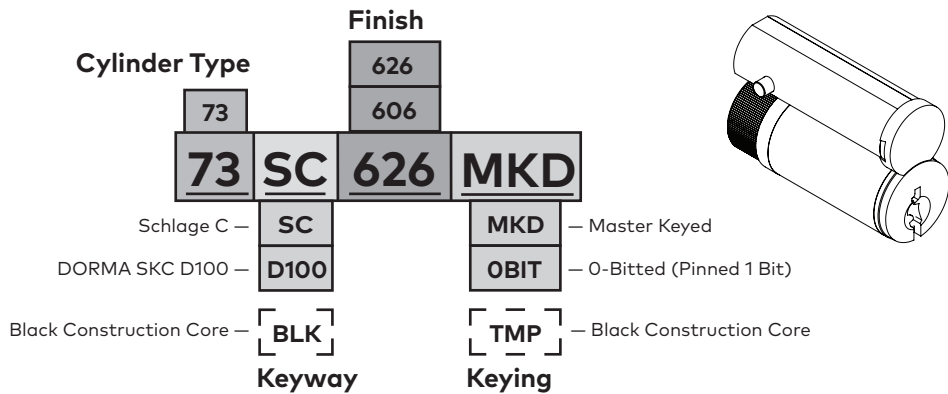 Finish
626
Cylinder Type
606
73
73 SC 626 MKD
Schlage C — SC
MKD — Master Keyed
DORMA SKC D100 — D100
0BIT — 0-Bitted (Pinned 1 Bit)
Black Construction Core — BLK
TMP — Black Construction Core
Keyway
Keying